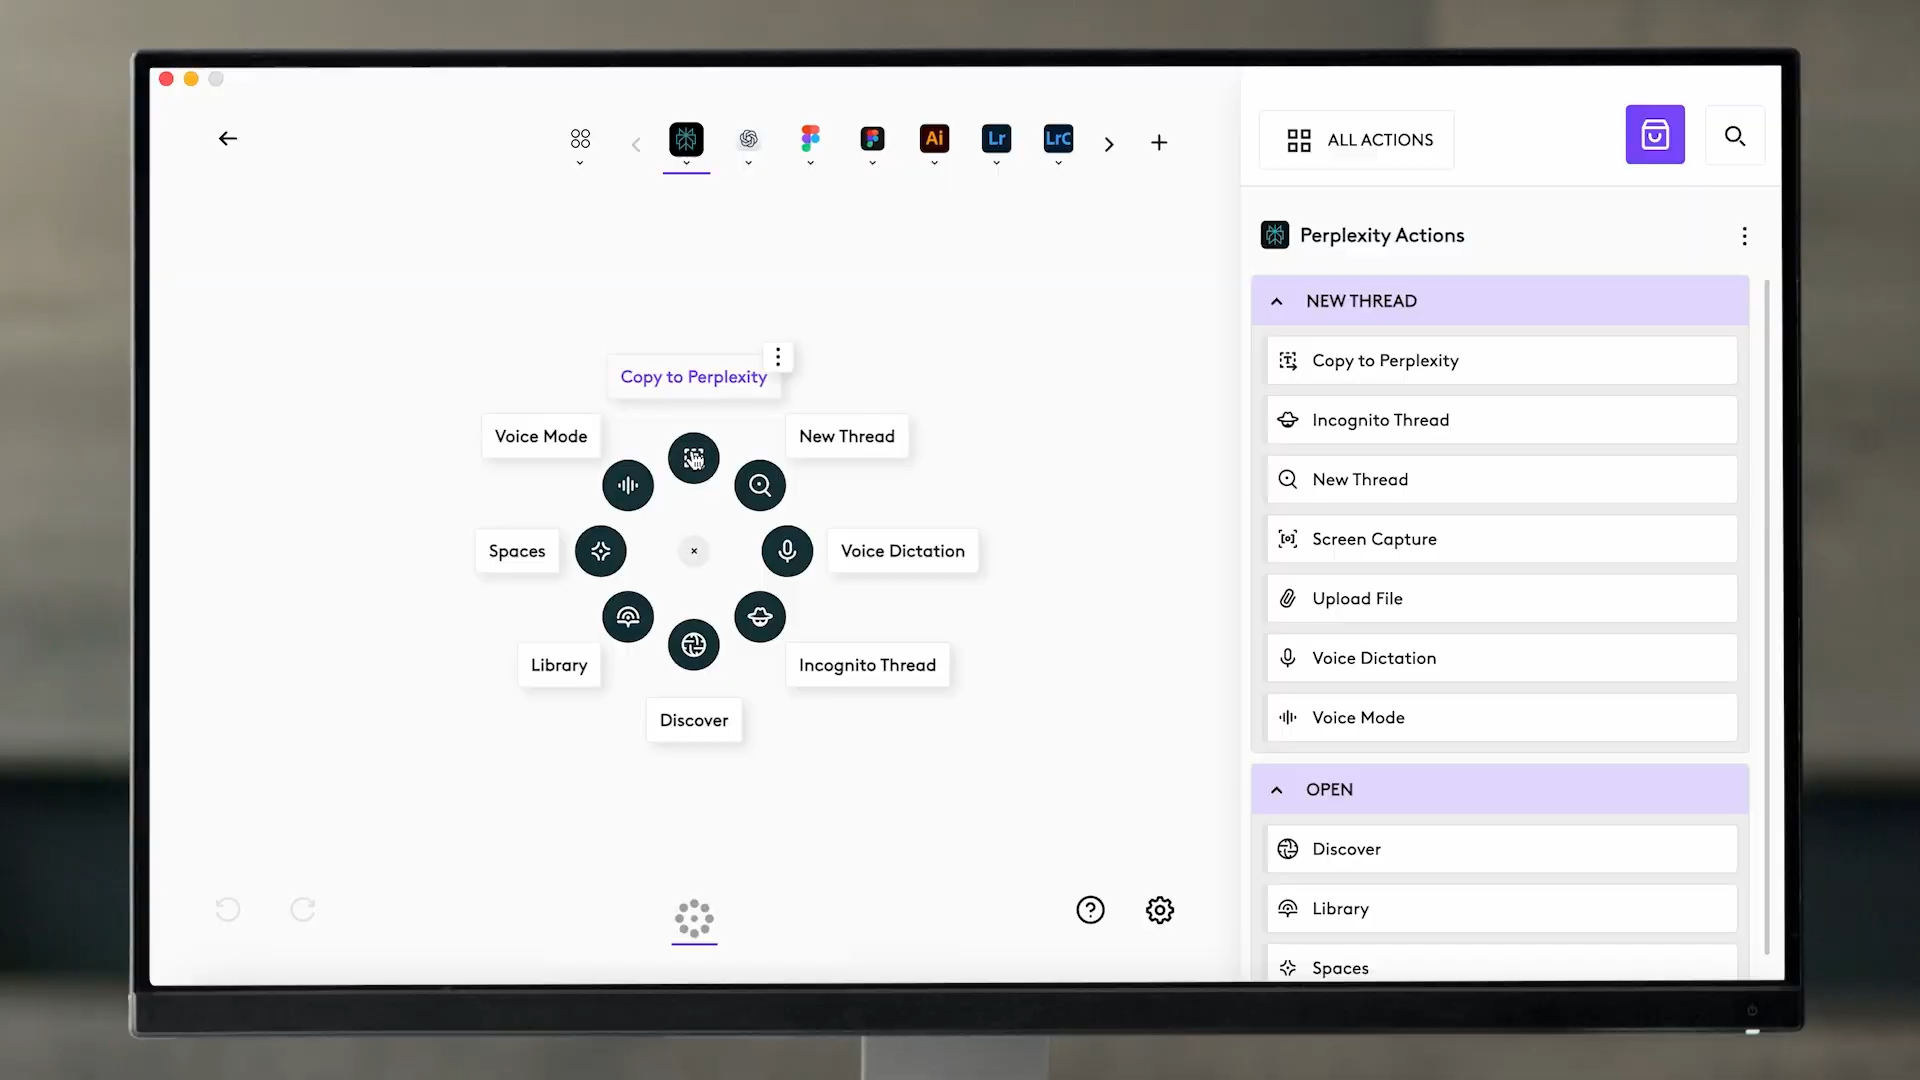 Ai
Lr
LrC
ALL ACTIONS
Perplexity Actions
NEW THREAD
Copy to Perplexity
Incognito Thread
New Thread
Screen Capture
Upload File
Voice Dictation
Voice Mode
OPEN
Discover
Library
Spaces
Copy to Perplexity
Voice Mode
New Thread
Spaces
Voice Dictation
Library
Incognito Thread
Discover